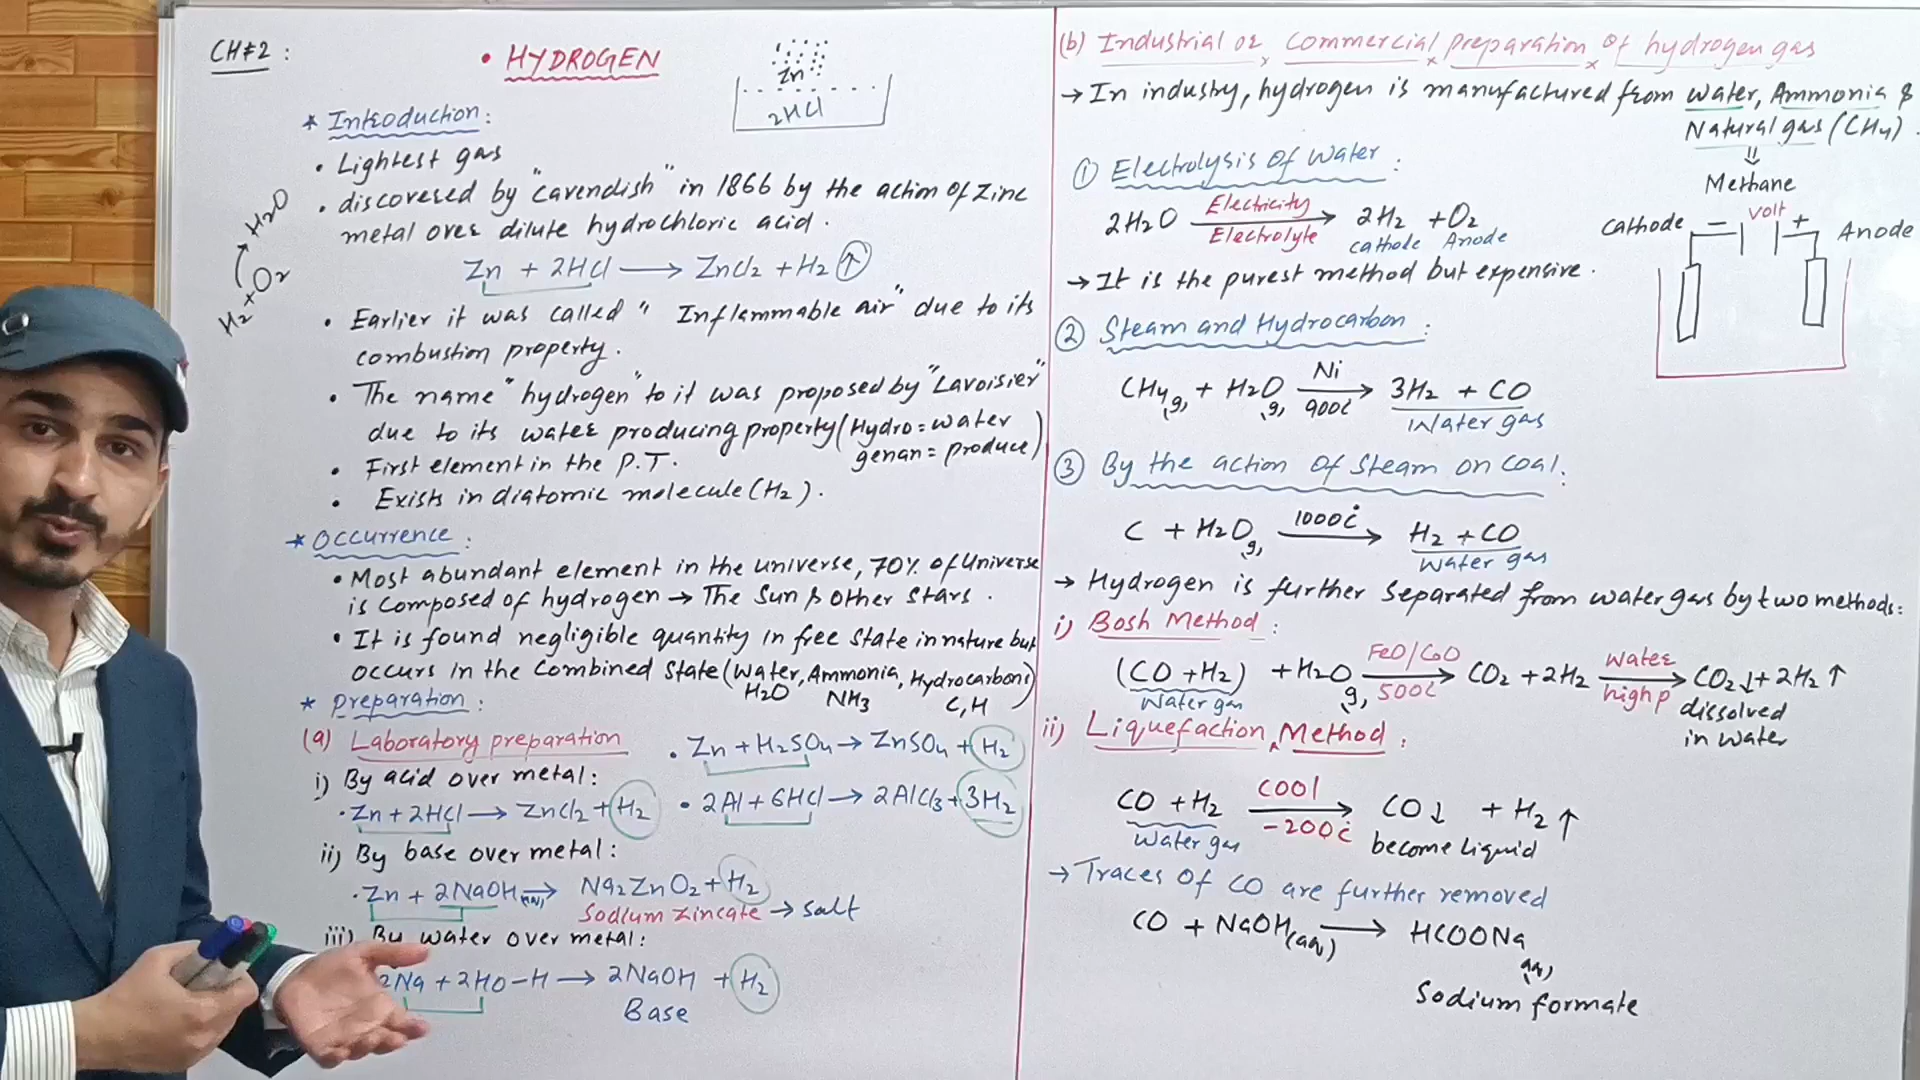 CH#2 :
• HYDROGEN
Zn
2HCl
* Introduction:
• Lightest gas
• discovered by "Cavendish" in 1866 by the action of Zinc
metal over dilute hydrochloric acid.
Zn + 2HCl → ZnCl2 + H2 ↑
H2 + O2 → H2O
• Earlier it was called " Inflammable air" due to its
combustion property.
• The name "hydrogen" to it was proposed by "Lavoisier"
due to its water producing property (Hydro = water
genan = produce)
• First element in the P.T.
• Exists in diatomic molecule (H2).
* Occurrence:
• Most abundant element in the universe, 70% of Universe
is composed of hydrogen → The Sun & other stars.
• It is found negligible quantity in free state in nature but
occurs in the combined state (Water, Ammonia, Hydrocarbons)
H2O NH3 C,H
* Preparation:
(a) Laboratory preparation
i) By acid over metal:
• Zn + 2HCl → ZnCl2 + H2
• Zn + H2SO4 → ZnSO4 + H2
• 2Al + 6HCl → 2AlCl3 + 3H2
ii) By base over metal:
• Zn + 2NaOH(aq) → Na2ZnO2 + H2
Sodium zincate → salt
iii) By water over metal:
2Na + 2HO-H → 2NaOH + H2
Base
(b) Industrial or commercial preparation of hydrogen gas
→ In industry, hydrogen is manufactured from water, Ammonia &
Natural gas (CH4).
⇓
Methane
① Electrolysis of water:
2H2O Electricity → 2H2 + O2
Electrolyte cathode Anode
Cathode − volt + Anode
→ It is the purest method but expensive.
② Steam and Hydrocarbon:
CH4(g) + H2O(g) Ni → 3H2 + CO
900c Water gas
③ By the action of steam on coal:
C + H2O(g) 1000c → H2 + CO
Water gas
→ Hydrogen is further separated from water gas by two methods:
i) Bosh Method:
(CO + H2) + H2O(g) FeO/CoO → CO2 + 2H2 Water → CO2↓ + 2H2 ↑
Water gas 500c high p dissolved
in water
ii) Liquefaction Method:
CO + H2 cool → CO↓ + H2 ↑
Water gas -200c become liquid
→ Traces of CO are further removed
CO + NaOH(aq) → HCOONa(aq)
Sodium formate